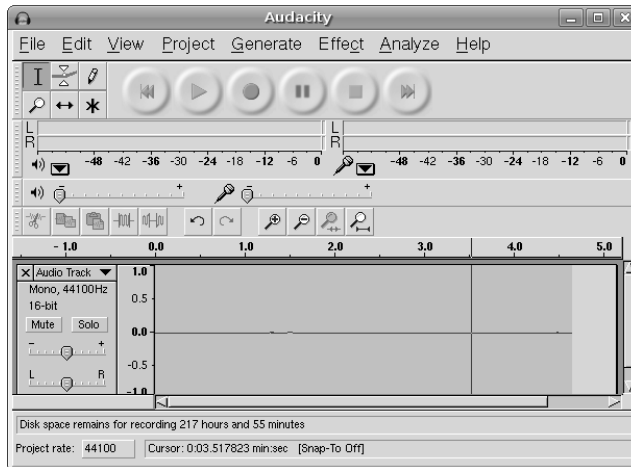 Audacity
File Edit View Project Generate Effect Analyze Help
L
R
-48 -42 -36 -30 -24 -18 -12 -6 0
L
R
-48 -42 -36 -30 -24 -18 -12 -6 0
- +
- +
- 1.0 0.0 1.0 2.0 3.0 4.0 5.0
X Audio Track
Mono, 44100Hz
16-bit
Mute Solo
- +
L R
1.0
0.5
0.0
-0.5
-1.0
Disk space remains for recording 217 hours and 55 minutes
Project rate: 44100 Cursor: 0:03.517823 min:sec [Snap-To Off]